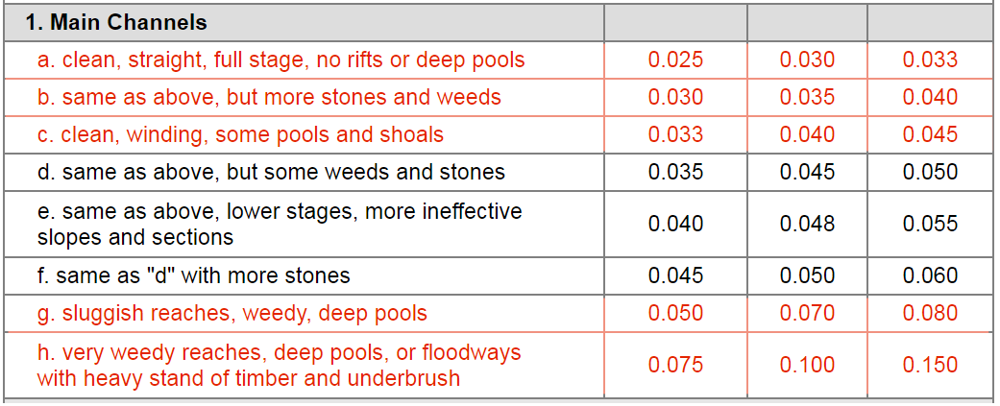 1. Main Channels
a. clean, straight, full stage, no rifts or deep pools 0.025 0.030 0.033
b. same as above, but more stones and weeds 0.030 0.035 0.040
c. clean, winding, some pools and shoals 0.033 0.040 0.045
d. same as above, but some weeds and stones 0.035 0.045 0.050
e. same as above, lower stages, more ineffective
slopes and sections 0.040 0.048 0.055
f. same as "d" with more stones 0.045 0.050 0.060
g. sluggish reaches, weedy, deep pools 0.050 0.070 0.080
h. very weedy reaches, deep pools, or floodways
with heavy stand of timber and underbrush 0.075 0.100 0.150